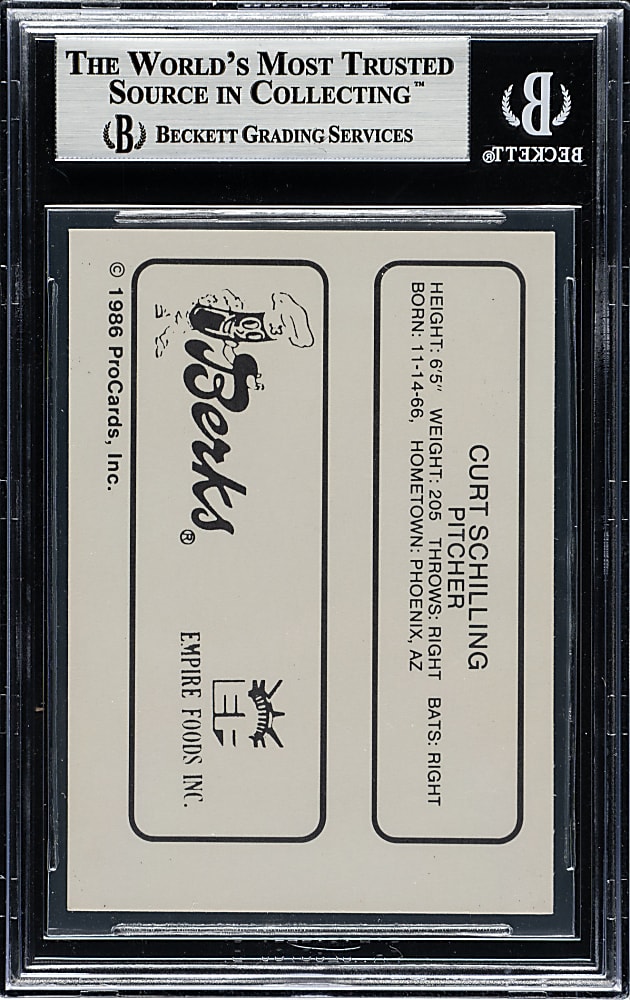 THE WORLD'S MOST TRUSTED
SOURCE IN COLLECTING™
B BECKETT GRADING SERVICES
B
BECKETT®
CURT SCHILLING
PITCHER
HEIGHT: 6'5" WEIGHT: 205 THROWS: RIGHT BATS: RIGHT
BORN: 11-14-66, HOMETOWN: PHOENIX, AZ
Berks®
EMPIRE FOODS INC.
© 1986 ProCards, Inc.